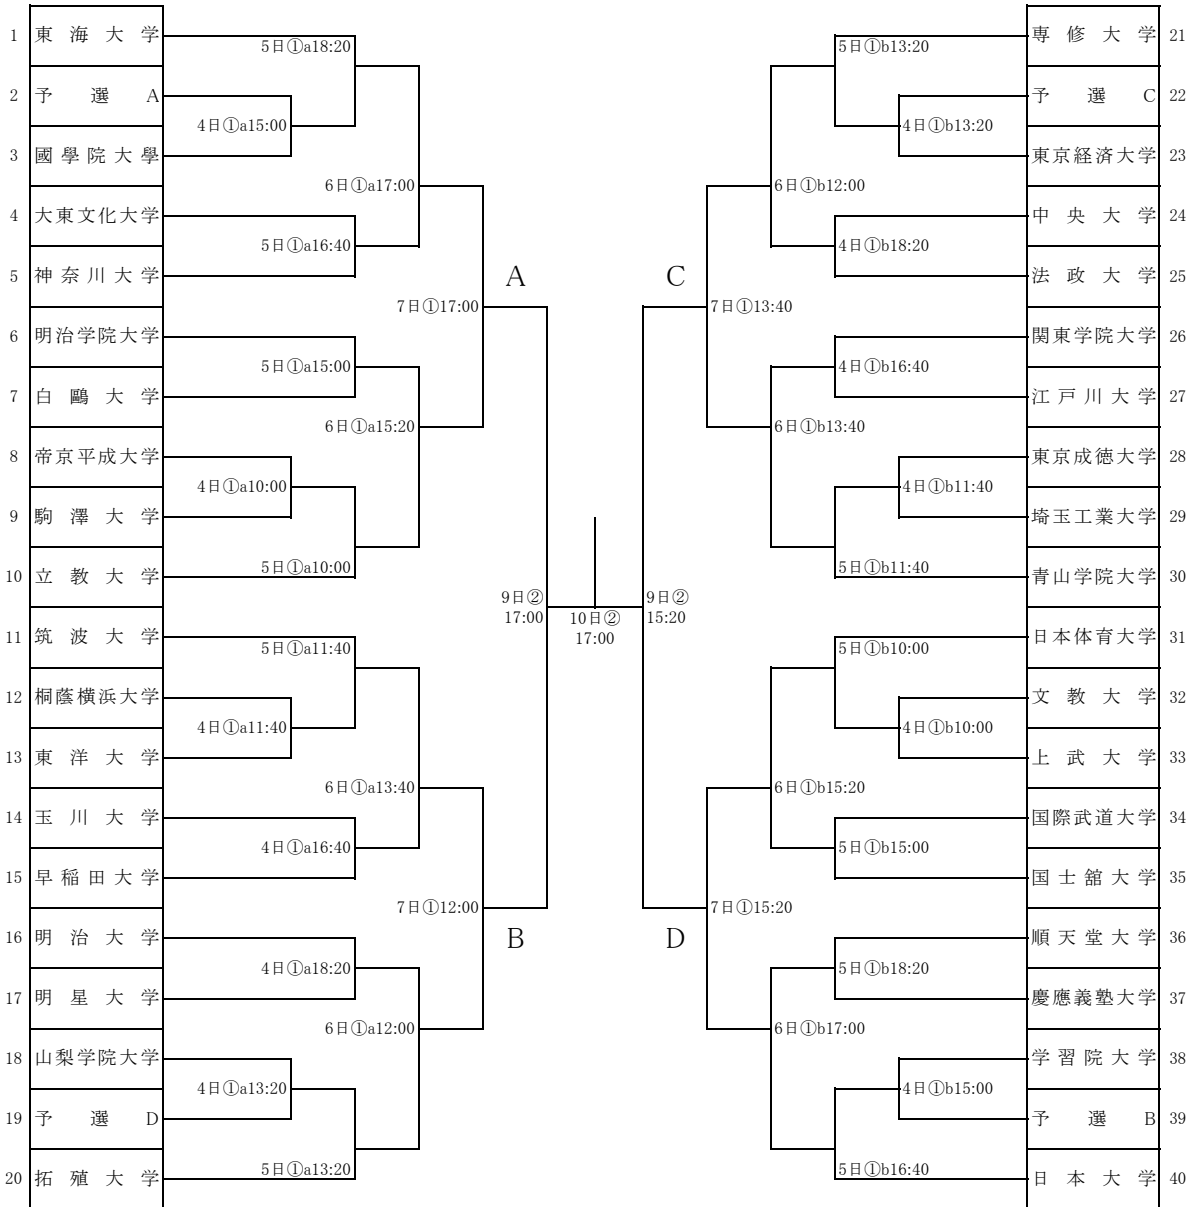 1 東海大学
5日①a18:20
2 予選A
4日①a15:00
3 國學院大學
6日①a17:00
4 大東文化大学
5日①a16:40
5 神奈川大学
A
7日①17:00
6 明治学院大学
5日①a15:00
7 白鷗大学
6日①a15:20
8 帝京平成大学
4日①a10:00
9 駒澤大学
5日①a10:00
10 立教大学
9日②
17:00
11 筑波大学
5日①a11:40
12 桐蔭横浜大学
4日①a11:40
13 東洋大学
6日①a13:40
14 玉川大学
4日①a16:40
15 早稲田大学
7日①12:00
B
16 明治大学
4日①a18:20
17 明星大学
6日①a12:00
18 山梨学院大学
4日①a13:20
19 予選D
5日①a13:20
20 拓殖大学
10日②
17:00
専修大学 21
5日①b13:20
予選C 22
4日①b13:20
東京経済大学 23
6日①b12:00
中央大学 24
4日①b18:20
法政大学 25
C
7日①13:40
関東学院大学 26
4日①b16:40
江戸川大学 27
6日①b13:40
東京成徳大学 28
4日①b11:40
埼玉工業大学 29
5日①b11:40
青山学院大学 30
9日②
15:20
日本体育大学 31
5日①b10:00
文教大学 32
4日①b10:00
上武大学 33
6日①b15:20
国際武道大学 34
5日①b15:00
国士舘大学 35
7日①15:20
D
順天堂大学 36
5日①b18:20
慶應義塾大学 37
6日①b17:00
学習院大学 38
4日①b15:00
予選B 39
5日①b16:40
日本大学 40